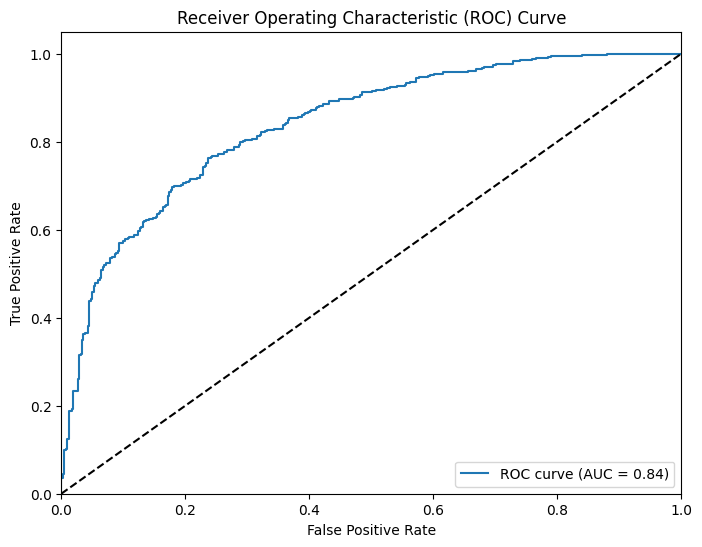 Receiver Operating Characteristic (ROC) Curve
1.0
0.8
0.6
0.4
0.2
0.0
True Positive Rate
ROC curve (AUC = 0.84)
0.0 0.2 0.4 0.6 0.8 1.0
False Positive Rate